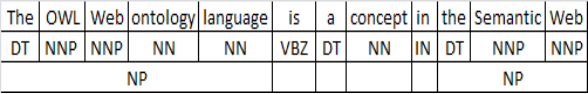 The OWL Web ontology language is a concept in the Semantic Web
DT NNP NNP NN NN VBZ DT NN IN DT NNP NNP
NP NP